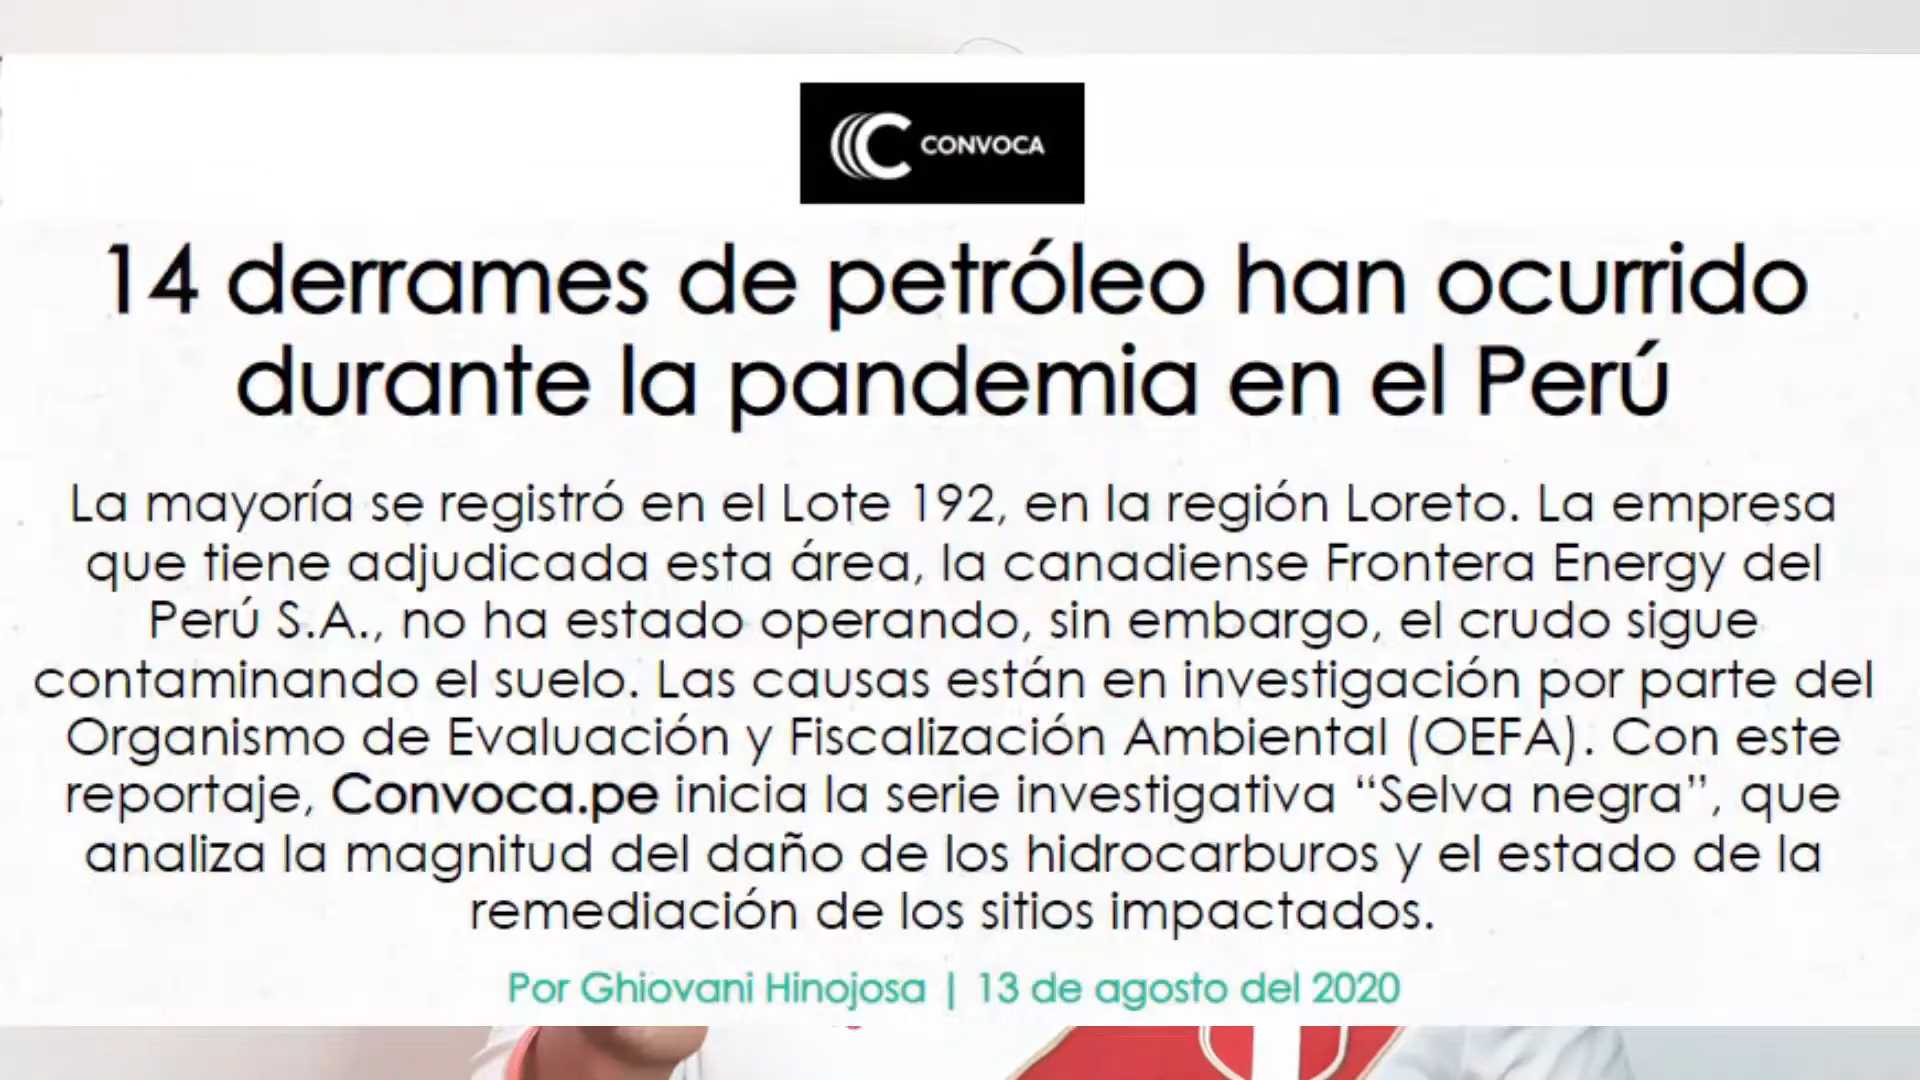 CONVOCA
14 derrames de petróleo han ocurrido
durante la pandemia en el Perú
La mayoría se registró en el Lote 192, en la región Loreto. La empresa
que tiene adjudicada esta área, la canadiense Frontera Energy del
Perú S.A., no ha estado operando, sin embargo, el crudo sigue
contaminando el suelo. Las causas están en investigación por parte del
Organismo de Evaluación y Fiscalización Ambiental (OEFA). Con este
reportaje, Convoca.pe inicia la serie investigativa “Selva negra”, que
analiza la magnitud del daño de los hidrocarburos y el estado de la
remediación de los sitios impactados.
Por Ghiovani Hinojosa | 13 de agosto del 2020